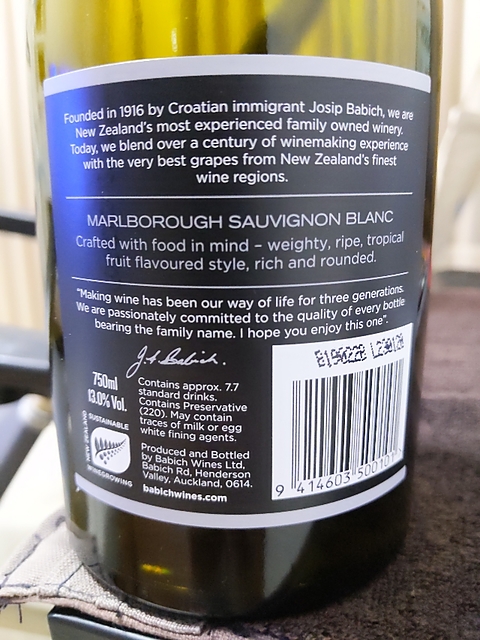 Founded in 1916 by Croatian immigrant Josip Babich, we are
New Zealand's most experienced family owned winery.
Today, we blend over a century of winemaking experience
with the very best grapes from New Zealand's finest
wine regions.
MARLBOROUGH SAUVIGNON BLANC
Crafted with food in mind – weighty, ripe, tropical
fruit flavoured style, rich and rounded.
"Making wine has been our way of life for three generations.
We are passionately committed to the quality of every bottle
bearing the family name. I hope you enjoy this one".
J. Babich.
750ml
13.0% Vol.
SUSTAINABLE
NEW ZEALAND
WINEGROWING
Contains approx. 7.7
standard drinks.
Contains Preservative
(220). May contain
traces of milk or egg
white fining agents.
Produced and Bottled
by Babich Wines Ltd,
Babich Rd, Henderson
Valley, Auckland, 0614.
babichwines.com
9 414603 500107